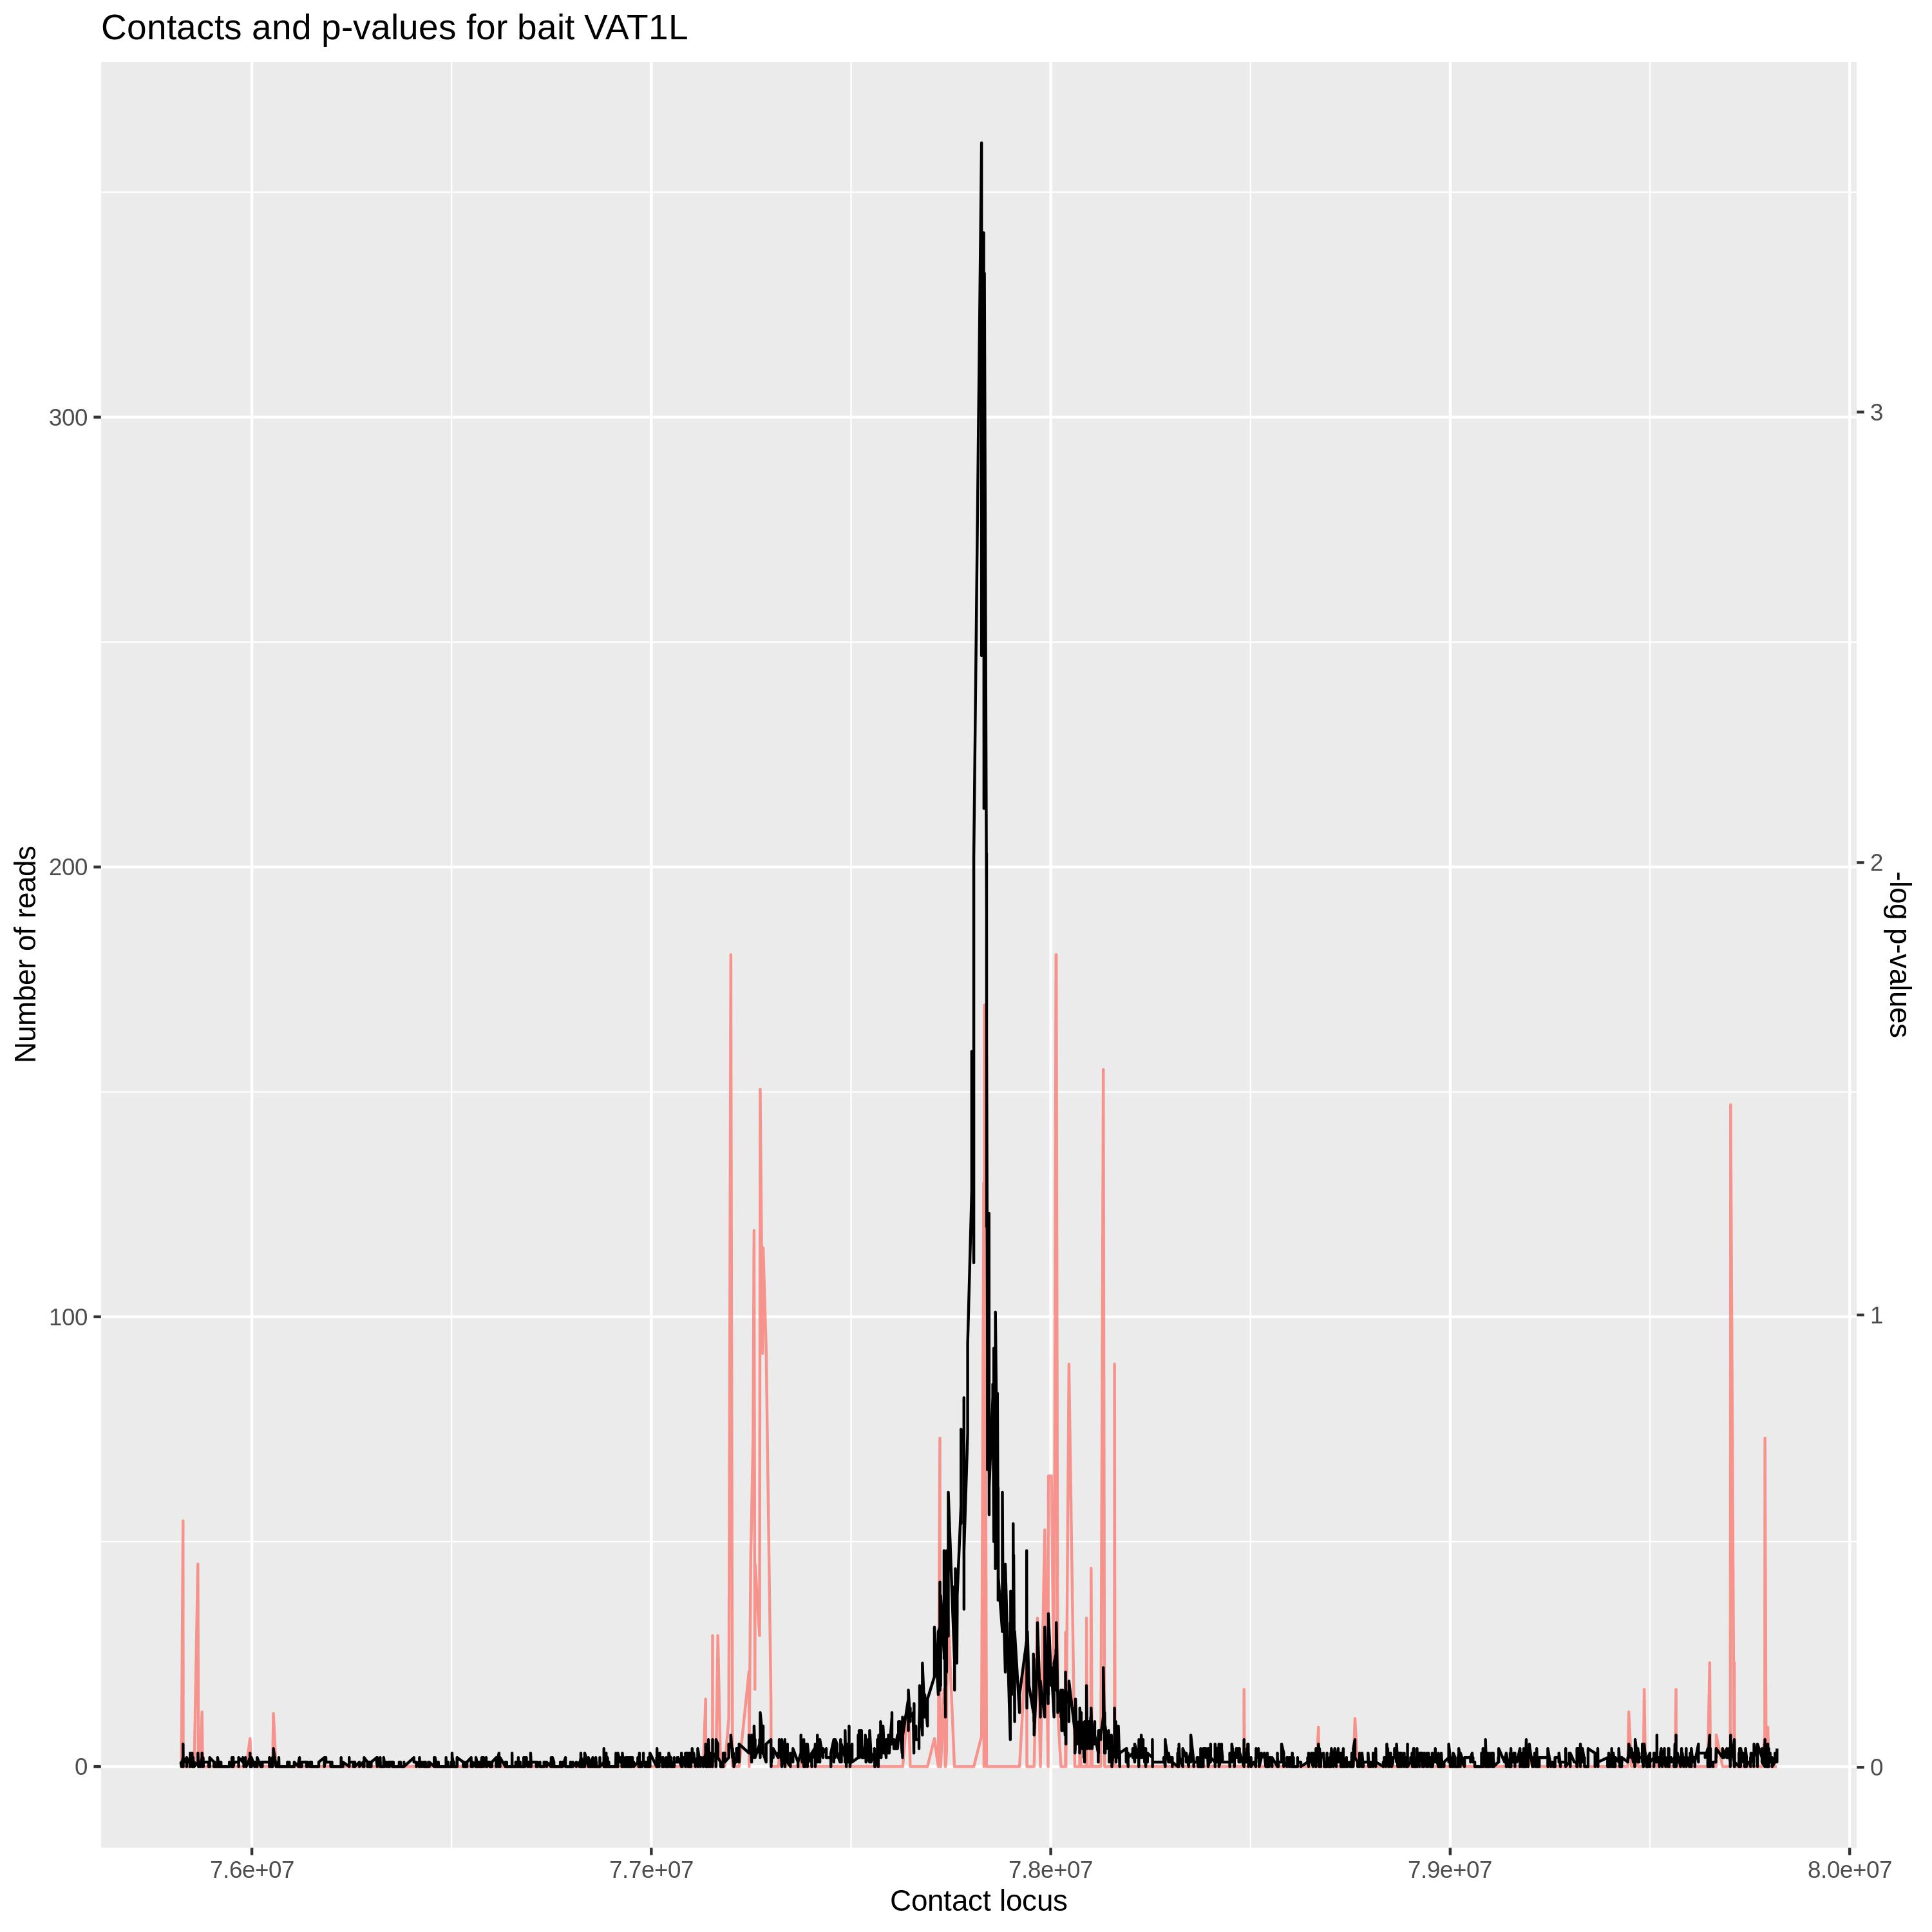 Contacts and p-values for bait VAT1L
Number of reads
300
200
100
0
3
2
1
0
-log p-values
7.6e+07
7.7e+07
7.8e+07
7.9e+07
8.0e+07
Contact locus